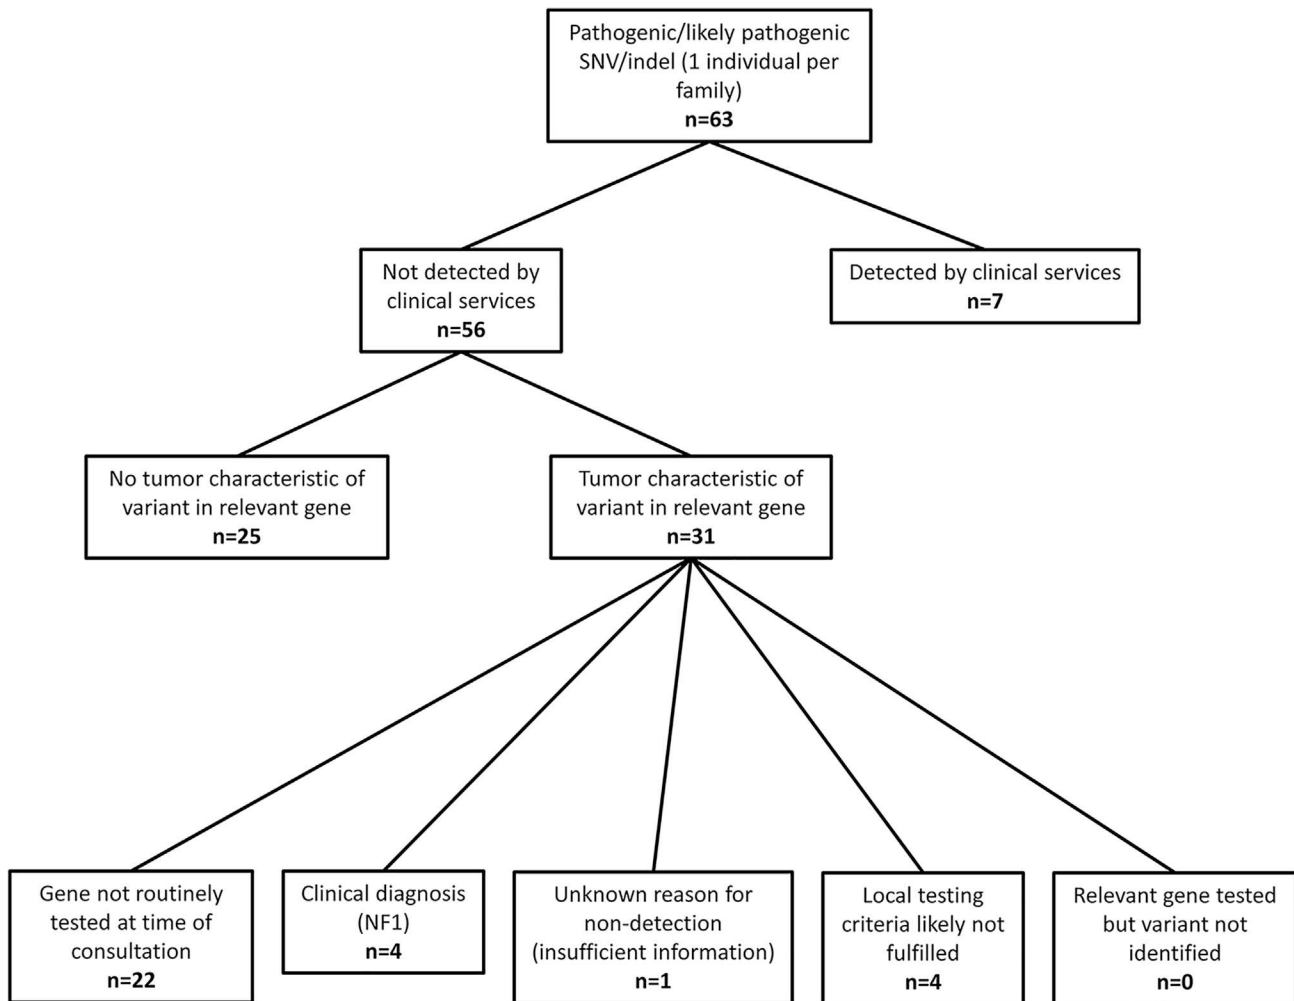 Pathogenic/likely pathogenic
SNV/indel (1 individual per
family)
n=63
Not detected by
clinical services
n=56
Detected by clinical services
n=7
No tumor characteristic of
variant in relevant gene
n=25
Tumor characteristic of
variant in relevant gene
n=31
Gene not routinely
tested at time of
consultation
n=22
Clinical diagnosis
(NF1)
n=4
Unknown reason for
non-detection
(insufficient information)
n=1
Local testing
criteria likely not
fulfilled
n=4
Relevant gene tested
but variant not
identified
n=0